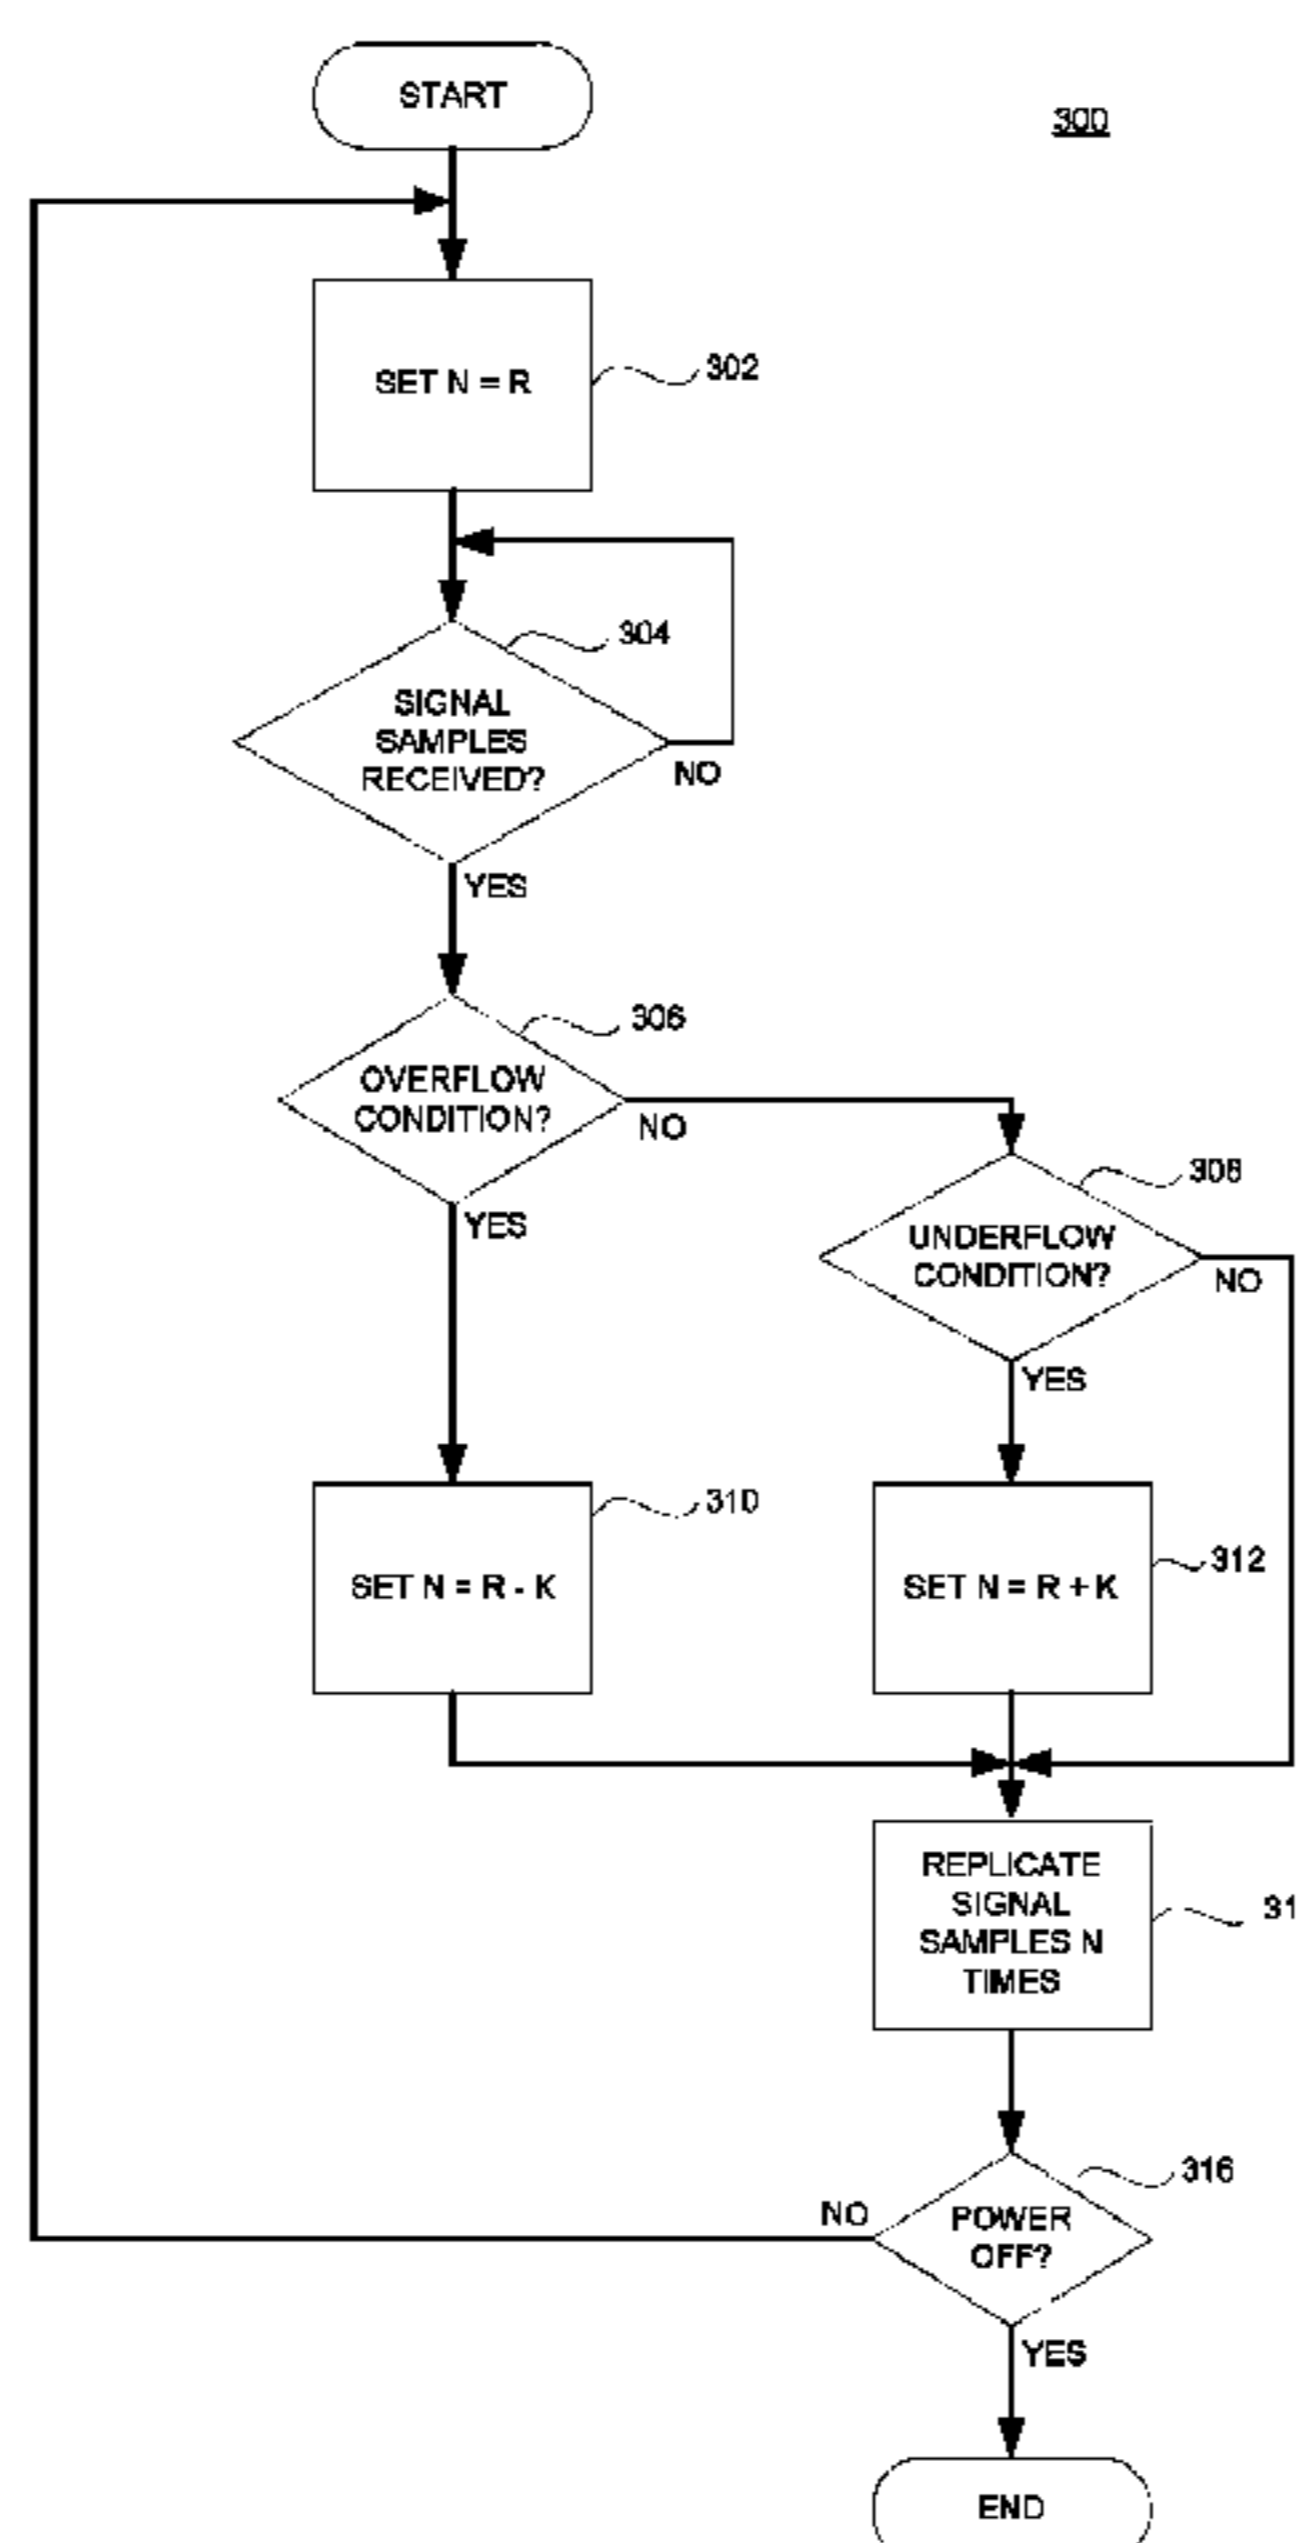 START
300
SET N = R
302
304
SIGNAL
SAMPLES
RECEIVED?
NO
YES
306
OVERFLOW
CONDITION?
NO
YES
308
UNDERFLOW
CONDITION?
NO
YES
310
SET N = R - K
312
SET N = R + K
REPLICATE
SIGNAL
SAMPLES N
TIMES
31
316
NO
POWER
OFF?
YES
END